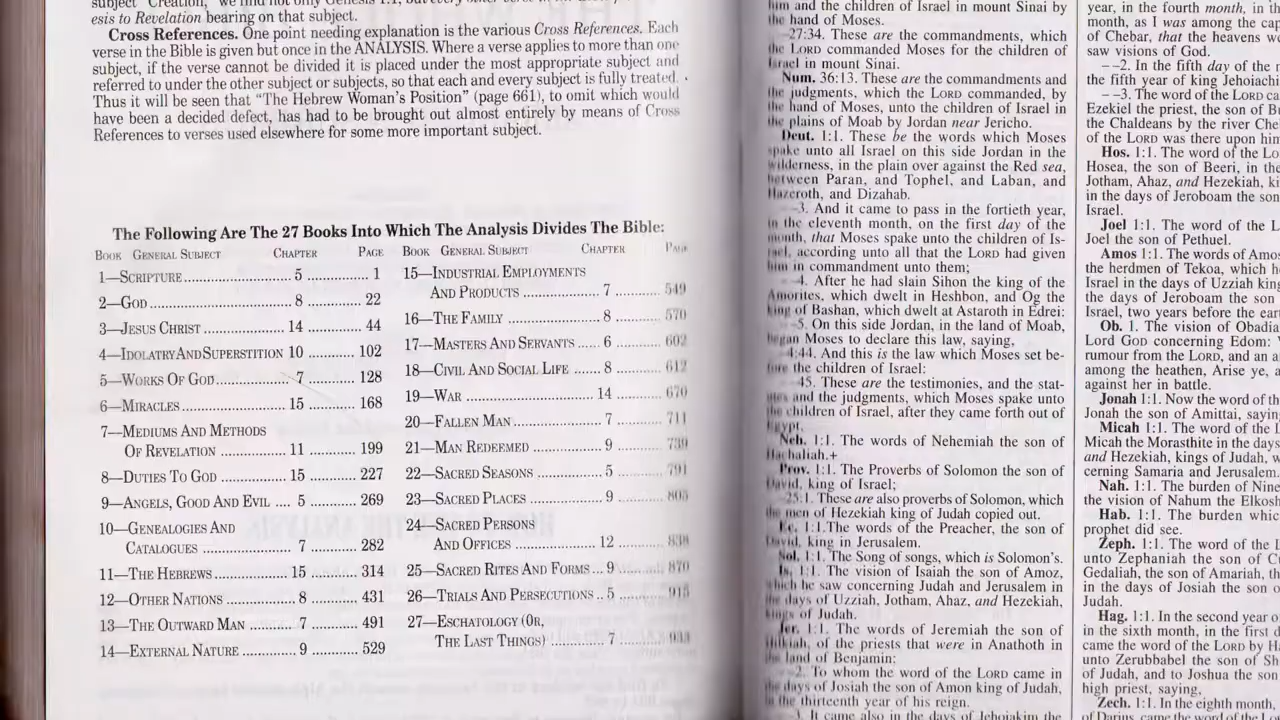 subject "Creation," we find not only Genesis 1:1, but every other verse from Gen-
esis to Revelation bearing on that subject.
Cross References. One point needing explanation is the various Cross References. Each
verse in the Bible is given but once in the ANALYSIS. Where a verse applies to more than one
subject, if the verse cannot be divided it is placed under the most appropriate subject and
referred to under the other subject or subjects, so that each and every subject is fully treated.
Thus it will be seen that "The Hebrew Woman's Position" (page 661), to omit which would
have been a decided defect, has had to be brought out almost entirely by means of Cross
References to verses used elsewhere for some more important subject.
The Following Are The 27 Books Into Which The Analysis Divides The Bible:
BOOK GENERAL SUBJECT CHAPTER PAGE
1—SCRIPTURE 5 1
2—GOD 8 22
3—JESUS CHRIST 14 44
4—IDOLATRY AND SUPERSTITION 10 102
5—WORKS OF GOD 7 128
6—MIRACLES 15 168
7—MEDIUMS AND METHODS
OF REVELATION 11 199
8—DUTIES TO GOD 15 227
9—ANGELS, GOOD AND EVIL 5 269
10—GENEALOGIES AND
CATALOGUES 7 282
11—THE HEBREWS 15 314
12—OTHER NATIONS 8 431
13—THE OUTWARD MAN 7 491
14—EXTERNAL NATURE 9 529
BOOK GENERAL SUBJECT CHAPTER PAGE
15—INDUSTRIAL EMPLOYMENTS
AND PRODUCTS 7 549
16—THE FAMILY 8 570
17—MASTERS AND SERVANTS 6 602
18—CIVIL AND SOCIAL LIFE 8 612
19—WAR 14 670
20—FALLEN MAN 7 711
21—MAN REDEEMED 9 739
22—SACRED SEASONS 5 791
23—SACRED PLACES 9 805
24—SACRED PERSONS
AND OFFICES 12 838
25—SACRED RITES AND FORMS 9 870
26—TRIALS AND PERSECUTIONS 5 915
27—ESCHATOLOGY (OR,
THE LAST THINGS) 7
him and the children of Israel in mount Sinai by
the hand of Moses.
–27:34. These are the commandments, which
the LORD commanded Moses for the children of
Israel in mount Sinai.
Num. 36:13. These are the commandments and
the judgments, which the LORD commanded, by
the hand of Moses, unto the children of Israel in
the plains of Moab by Jordan near Jericho.
Deut. 1:1. These be the words which Moses
spake unto all Israel on this side Jordan in the
wilderness, in the plain over against the Red sea,
between Paran, and Tophel, and Laban, and
Hazeroth, and Dizahab.
–3. And it came to pass in the fortieth year,
in the eleventh month, on the first day of the
month, that Moses spake unto the children of Is-
rael, according unto all that the LORD had given
him in commandment unto them;
–4. After he had slain Sihon the king of the
Amorites, which dwelt in Heshbon, and Og the
king of Bashan, which dwelt at Astaroth in Edrei:
–5. On this side Jordan, in the land of Moab,
began Moses to declare this law, saying,
–4:44. And this is the law which Moses set be-
fore the children of Israel:
–45. These are the testimonies, and the stat-
utes and the judgments, which Moses spake unto
the children of Israel, after they came forth out of
Egypt.
Neh. 1:1. The words of Nehemiah the son of
Hachaliah.+
Prov. 1:1. The Proverbs of Solomon the son of
David, king of Israel;
–25:1. These are also proverbs of Solomon, which
the men of Hezekiah king of Judah copied out.
Ec. 1:1. The words of the Preacher, the son of
David, king in Jerusalem.
Sol. 1:1. The Song of songs, which is Solomon's.
Is. 1:1. The vision of Isaiah the son of Amoz,
which he saw concerning Judah and Jerusalem in
the days of Uzziah, Jotham, Ahaz, and Hezekiah,
kings of Judah.
Jer. 1:1. The words of Jeremiah the son of
Hilkiah, of the priests that were in Anathoth in
the land of Benjamin:
–2. To whom the word of the LORD came in
the days of Josiah the son of Amon king of Judah,
in the thirteenth year of his reign.
–3. It came also in the days of Jehoiakim the
year, in the fourth month, in
month, as I was among the cap
of Chebar, that the heavens we
saw visions of God.
– –2. In the fifth day of the
the fifth year of king Jehoiachi
– –3. The word of the LORD ca
Ezekiel the priest, the son of Bu
the Chaldeans by the river Che
of the LORD was there upon him
Hos. 1:1. The word of the Lo
Hosea, the son of Beeri, in the
Jotham, Ahaz, and Hezekiah, ki
in the days of Jeroboam the son
Israel.
Joel 1:1. The word of the L
Joel the son of Pethuel.
Amos 1:1. The words of Amos
the herdmen of Tekoa, which h
Israel in the days of Uzziah king
the days of Jeroboam the son
Israel, two years before the eart
Ob. 1. The vision of Obadia
Lord GOD concerning Edom:
rumour from the LORD, and an a
among the heathen, Arise ye, a
against her in battle.
Jonah 1:1. Now the word of th
Jonah the son of Amittai, sayin
Micah 1:1. The word of the L
Micah the Morasthite in the days
and Hezekiah, kings of Judah, w
cerning Samaria and Jerusalem.
Nah. 1:1. The burden of Nine
the vision of Nahum the Elkosh
Hab. 1:1. The burden which
prophet did see.
Zeph. 1:1. The word of the L
unto Zephaniah the son of Cu
Gedaliah, the son of Amariah, th
in the days of Josiah the son o
Judah.
Hag. 1:1. In the second year o
in the sixth month, in the first d
came the word of the LORD by Ha
unto Zerubbabel the son of Sh
of Judah, and to Joshua the son
high priest, saying,
Zech. 1:1. In the eighth month,
of Darius, came the word of the L